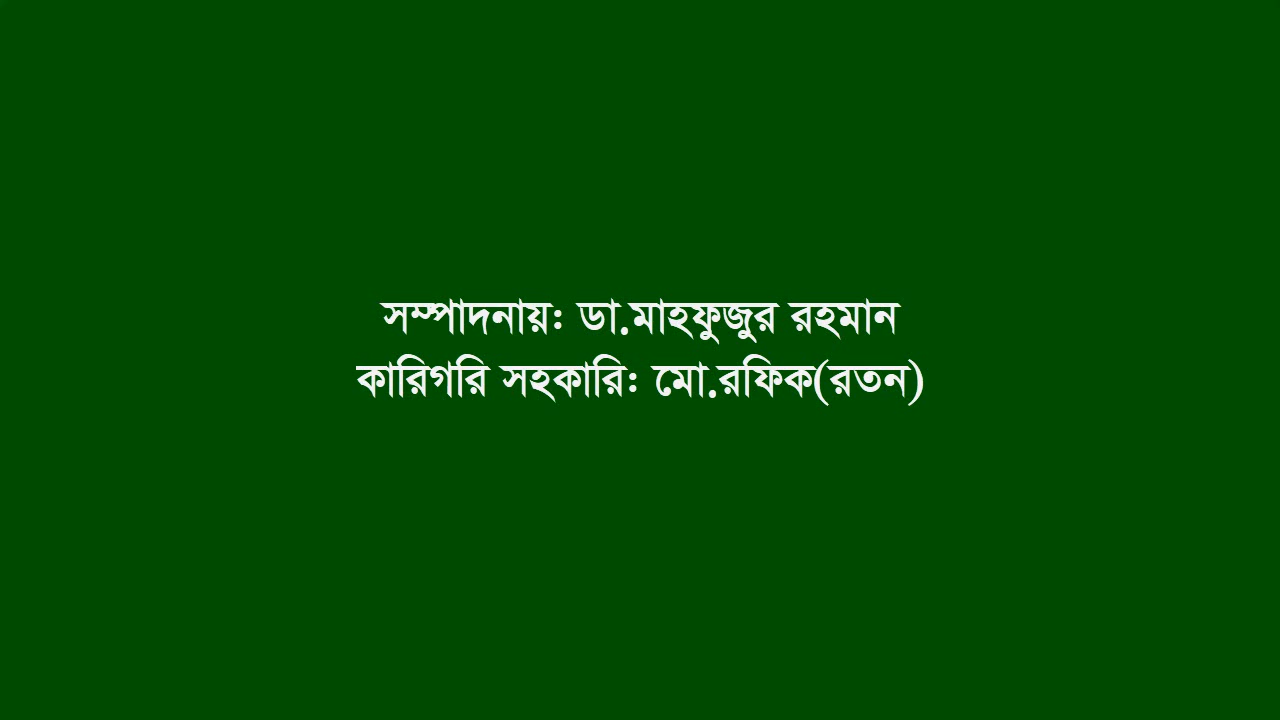 সম্পাদনায়ঃ ডা.মাহফুজুর রহমান
কারিগরি সহকারিঃ মো.রফিক(রতন)